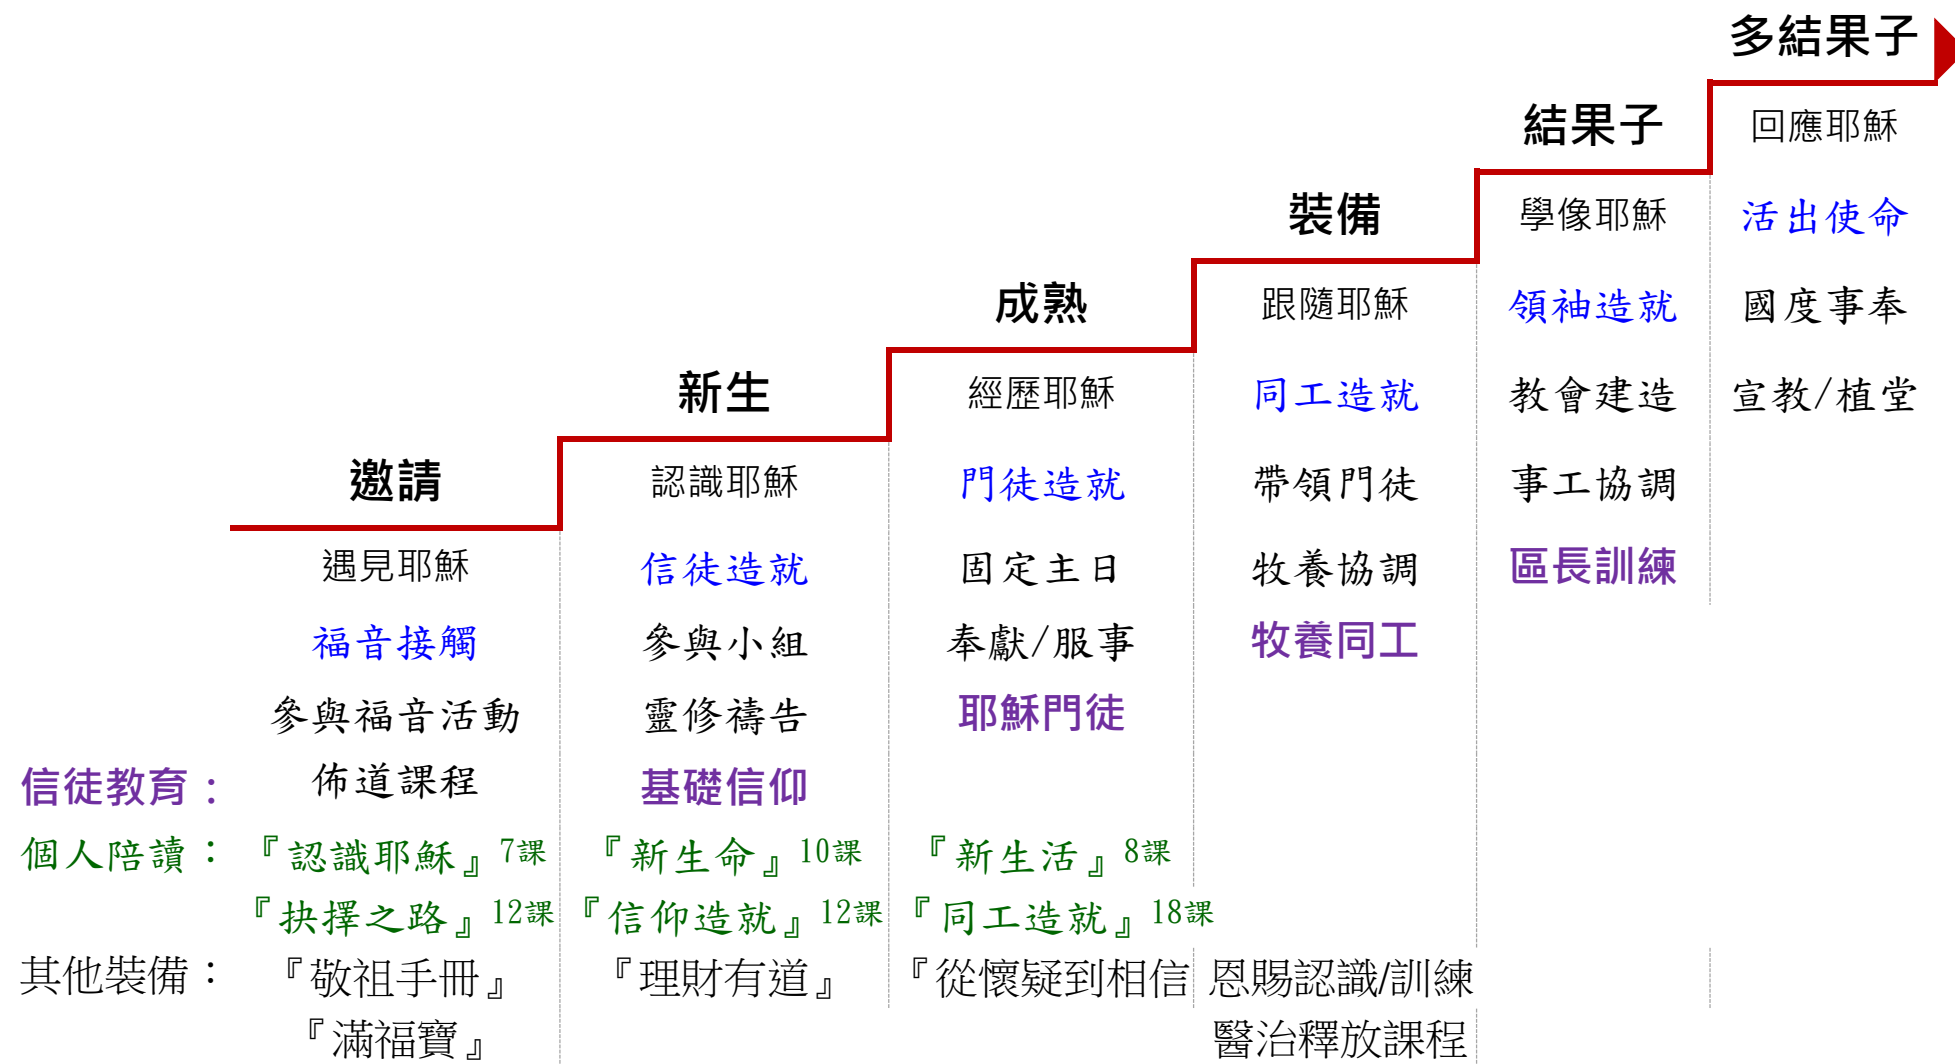 多結果子
結果子 回應耶穌
裝備 學像耶穌 活出使命
成熟 跟隨耶穌 領袖造就 國度事奉
新生 經歷耶穌 同工造就 教會建造 宣教/植堂
邀請 認識耶穌 門徒造就 帶領門徒 事工協調
遇見耶穌 信徒造就 固定主日 牧養協調 區長訓練
福音接觸 參與小組 奉獻/服事 牧養同工
參與福音活動 靈修禱告 耶穌門徒
信徒教育： 佈道課程 基礎信仰
個人陪讀： 『認識耶穌』7課 『新生命』10課 『新生活』8課
『抉擇之路』12課 『信仰造就』12課 『同工造就』18課
其他裝備： 『敬祖手冊』 『理財有道』 『從懷疑到相信 恩賜認識/訓練
『滿福寶』 醫治釋放課程